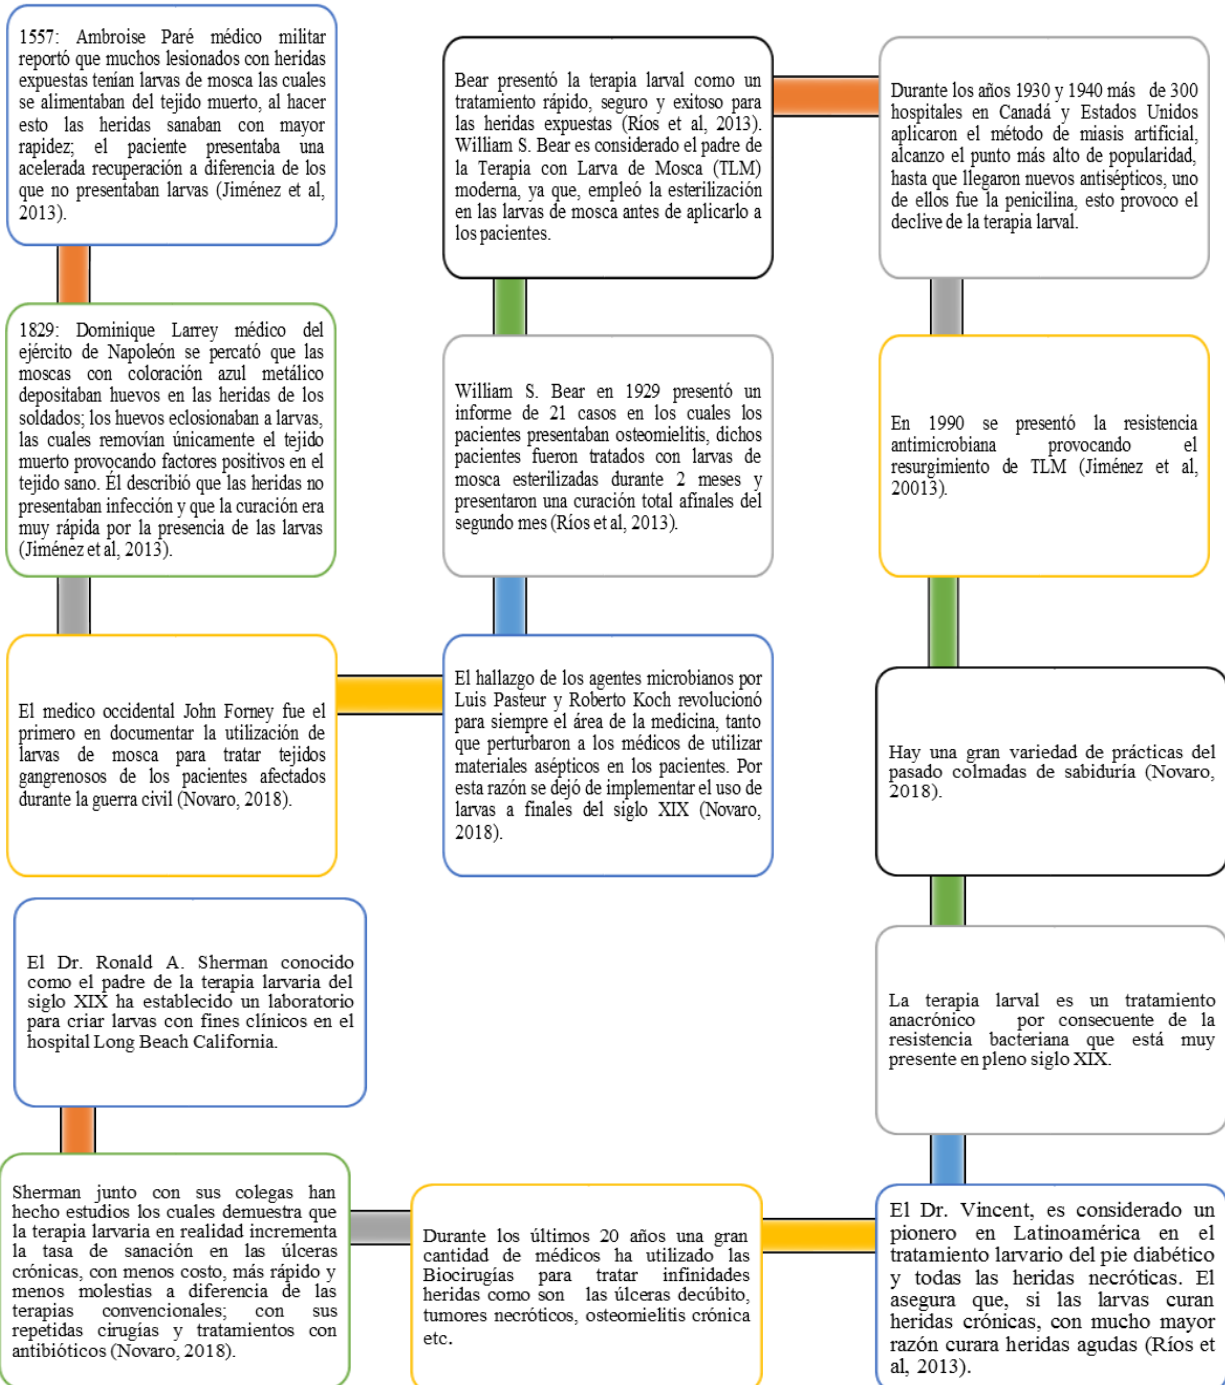 1557: Ambroise Paré médico militar
reportó que muchos lesionados con heridas
expuestas tenían larvas de mosca las cuales
se alimentaban del tejido muerto, al hacer
esto las heridas sanaban con mayor
rapidez; el paciente presentaba una
acelerada recuperación a diferencia de los
que no presentaban larvas (Jiménez et al,
2013).
1829: Dominique Larrey médico del
ejército de Napoleón se percató que las
moscas con coloración azul metálico
depositaban huevos en las heridas de los
soldados; los huevos eclosionaban a larvas,
las cuales removían únicamente el tejido
muerto provocando factores positivos en el
tejido sano. Él describió que las heridas no
presentaban infección y que la curación era
muy rápida por la presencia de las larvas
(Jiménez et al, 2013).
El medico occidental John Forney fue el
primero en documentar la utilización de
larvas de mosca para tratar tejidos
gangrenosos de los pacientes afectados
durante la guerra civil (Novaro, 2018).
El hallazgo de los agentes microbianos por
Luis Pasteur y Roberto Koch revolucionó
para siempre el área de la medicina, tanto
que perturbaron a los médicos de utilizar
materiales asépticos en los pacientes. Por
esta razón se dejó de implementar el uso de
larvas a finales del siglo XIX (Novaro,
2018).
William S. Bear en 1929 presentó un
informe de 21 casos en los cuales los
pacientes presentaban osteomielitis, dichos
pacientes fueron tratados con larvas de
mosca esterilizadas durante 2 meses y
presentaron una curación total afínales del
segundo mes (Ríos et al, 2013).
Bear presentó la terapia larval como un
tratamiento rápido, seguro y exitoso para
las heridas expuestas (Ríos et al, 2013).
William S. Bear es considerado el padre de
la Terapia con Larva de Mosca (TLM)
moderna, ya que, empleó la esterilización
en las larvas de mosca antes de aplicarlo a
los pacientes.
Durante los años 1930 y 1940 más de 300
hospitales en Canadá y Estados Unidos
aplicaron el método de miasis artificial,
alcanzo el punto más alto de popularidad,
hasta que llegaron nuevos antisépticos, uno
de ellos fue la penicilina, esto provoco el
declive de la terapia larval.
En 1990 se presentó la resistencia
antimicrobiana provocando el
resurgimiento de TLM (Jiménez et al,
20013).
Hay una gran variedad de prácticas del
pasado colmadas de sabiduría (Novaro,
2018).
La terapia larval es un tratamiento
anacrónico por consecuente de la
resistencia bacteriana que está muy
presente en pleno siglo XIX.
El Dr. Vincent, es considerado un
pionero en Latinoamérica en el
tratamiento larvario del pie diabético
y todas las heridas necróticas. El
asegura que, si las larvas curan
heridas crónicas, con mucho mayor
razón curara heridas agudas (Ríos et
al, 2013).
Durante los últimos 20 años una gran
cantidad de médicos ha utilizado las
Biocirugías para tratar infinidades
heridas como son las úlceras decúbito,
tumores necróticos, osteomielitis crónica
etc.
El Dr. Ronald A. Sherman conocido
como el padre de la terapia larvaria del
siglo XIX ha establecido un laboratorio
para criar larvas con fines clínicos en el
hospital Long Beach California.
Sherman junto con sus colegas han
hecho estudios los cuales demuestra que
la terapia larvaria en realidad incrementa
la tasa de sanación en las úlceras
crónicas, con menos costo, más rápido y
menos molestias a diferencia de las
terapias convencionales; con sus
repetidas cirugías y tratamientos con
antibióticos (Novaro, 2018).